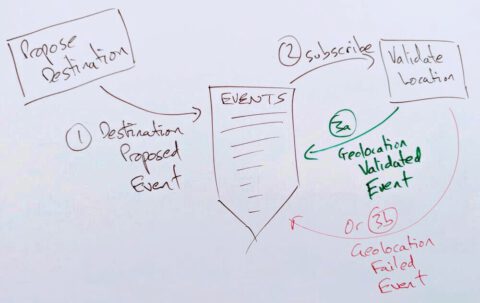 Propose
Destination
② Subscribe
Validate
Location
EVENTS
① Destination
Proposed
Event
3a
Geolocation
Validated
Event
Or 3b
Geolocation
Failed
Event